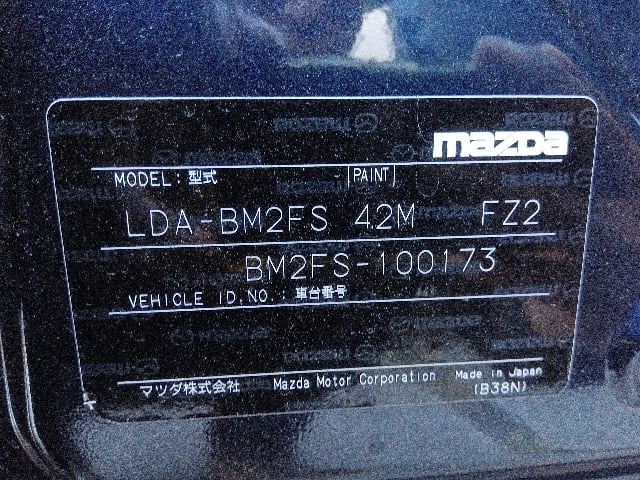 mazda
MODEL: 型式 PAINT
LDA-BM2FS 42M FZ2
BM2FS-100173
VEHICLE ID.NO.: 車台番号
マツダ株式会社 Mazda Motor Corporation Made in Japan
(B38N)